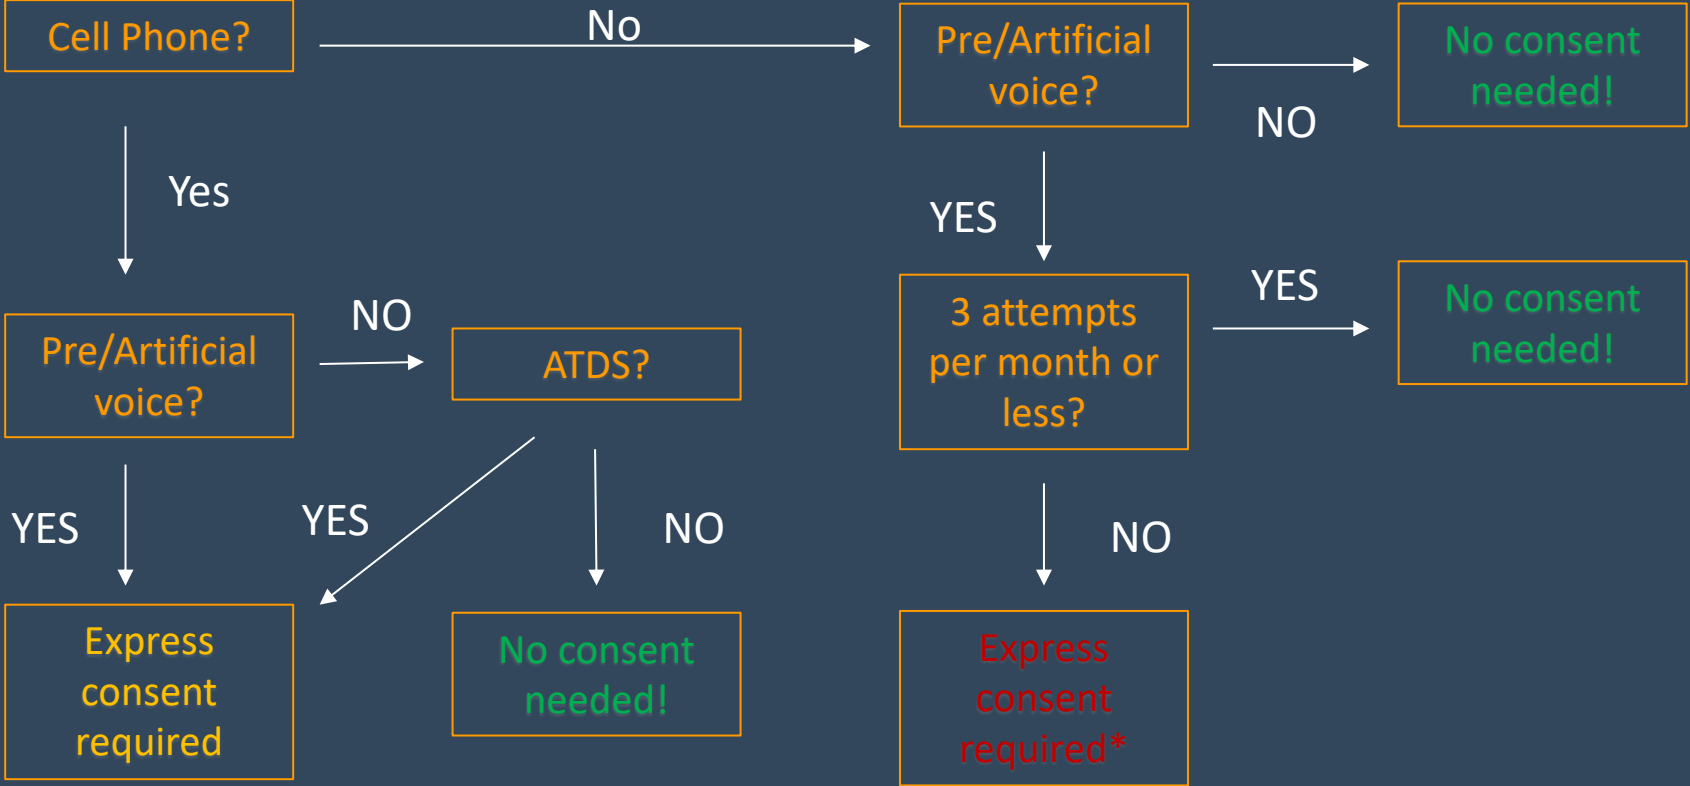 Cell Phone?
No
Pre/Artificial
voice?
NO
No consent
needed!
Yes
YES
Pre/Artificial
voice?
NO
ATDS?
3 attempts
per month or
less?
YES
No consent
needed!
YES
YES
NO
NO
Express
consent
required
No consent
needed!
Express
consent
required*